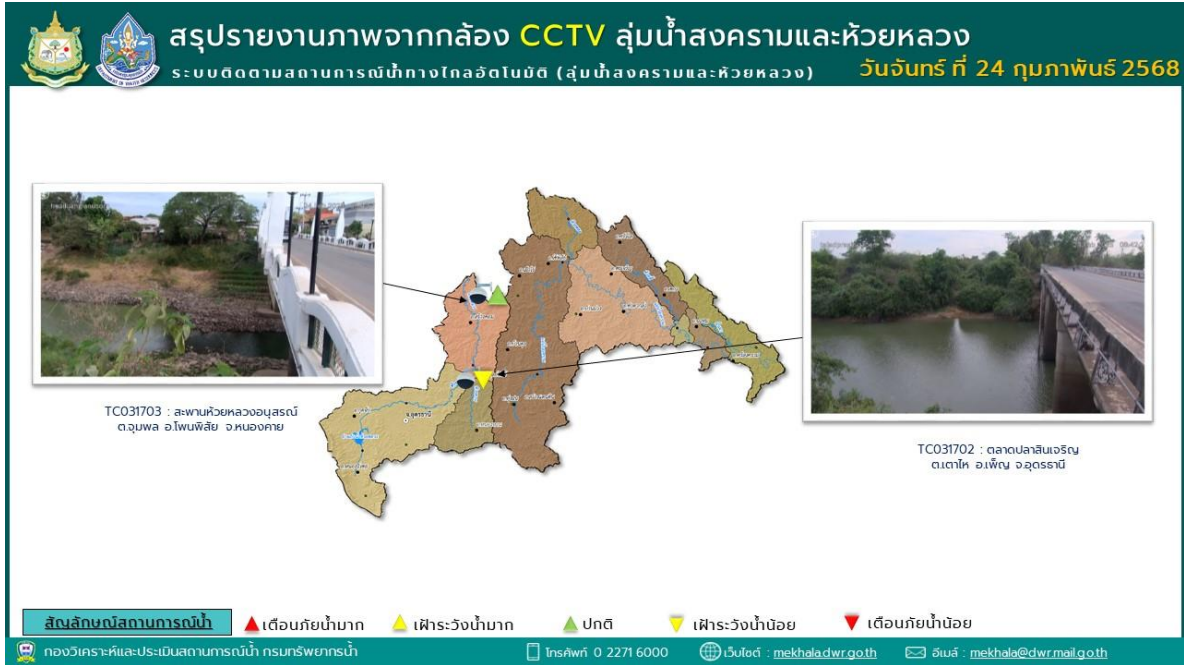 สรุปรายงานภาพจากกล้อง CCTV ลุ่มน้ำสงครามและห้วยหลวง
ระบบติดตามสถานการณ์น้ำทางไกลอัตโนมัติ (ลุ่มน้ำสงครามและห้วยหลวง)
วันจันทร์ ที่ 24 กุมภาพันธ์ 2568
TC031703 : สะพานห้วยหลวงอนุสรณ์
ต.จุมพล อ.โพนพิสัย จ.หนองคาย
TC031702 : ตลาดปลาสินเจริญ
ต.เตาไห อ.เพ็ญ จ.อุดรธานี
จ.อุดรธานี
สัญลักษณ์สถานการณ์น้ำ
เตือนภัยน้ำมาก
เฝ้าระวังน้ำมาก
ปกติ
เฝ้าระวังน้ำน้อย
เตือนภัยน้ำน้อย
กองวิเคราะห์และประเมินสถานการณ์น้ำ กรมทรัพยากรน้ำ
โทรศัพท์ 0 2271 6000
เว็บไซต์ : mekhala.dwr.go.th
อีเมล์ : mekhala@dwr.mail.go.th